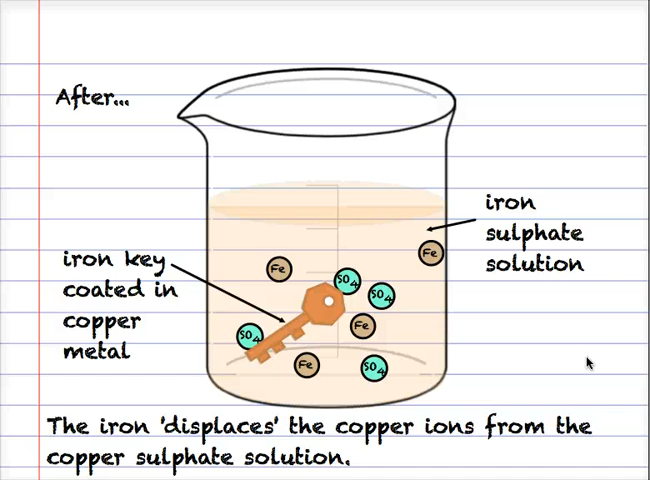 After...
iron
sulphate
solution
iron key
coated in
copper
metal
Fe
Fe
SO4
SO4
Fe
SO4
Fe
SO4
The iron 'displaces' the copper ions from the
copper sulphate solution.